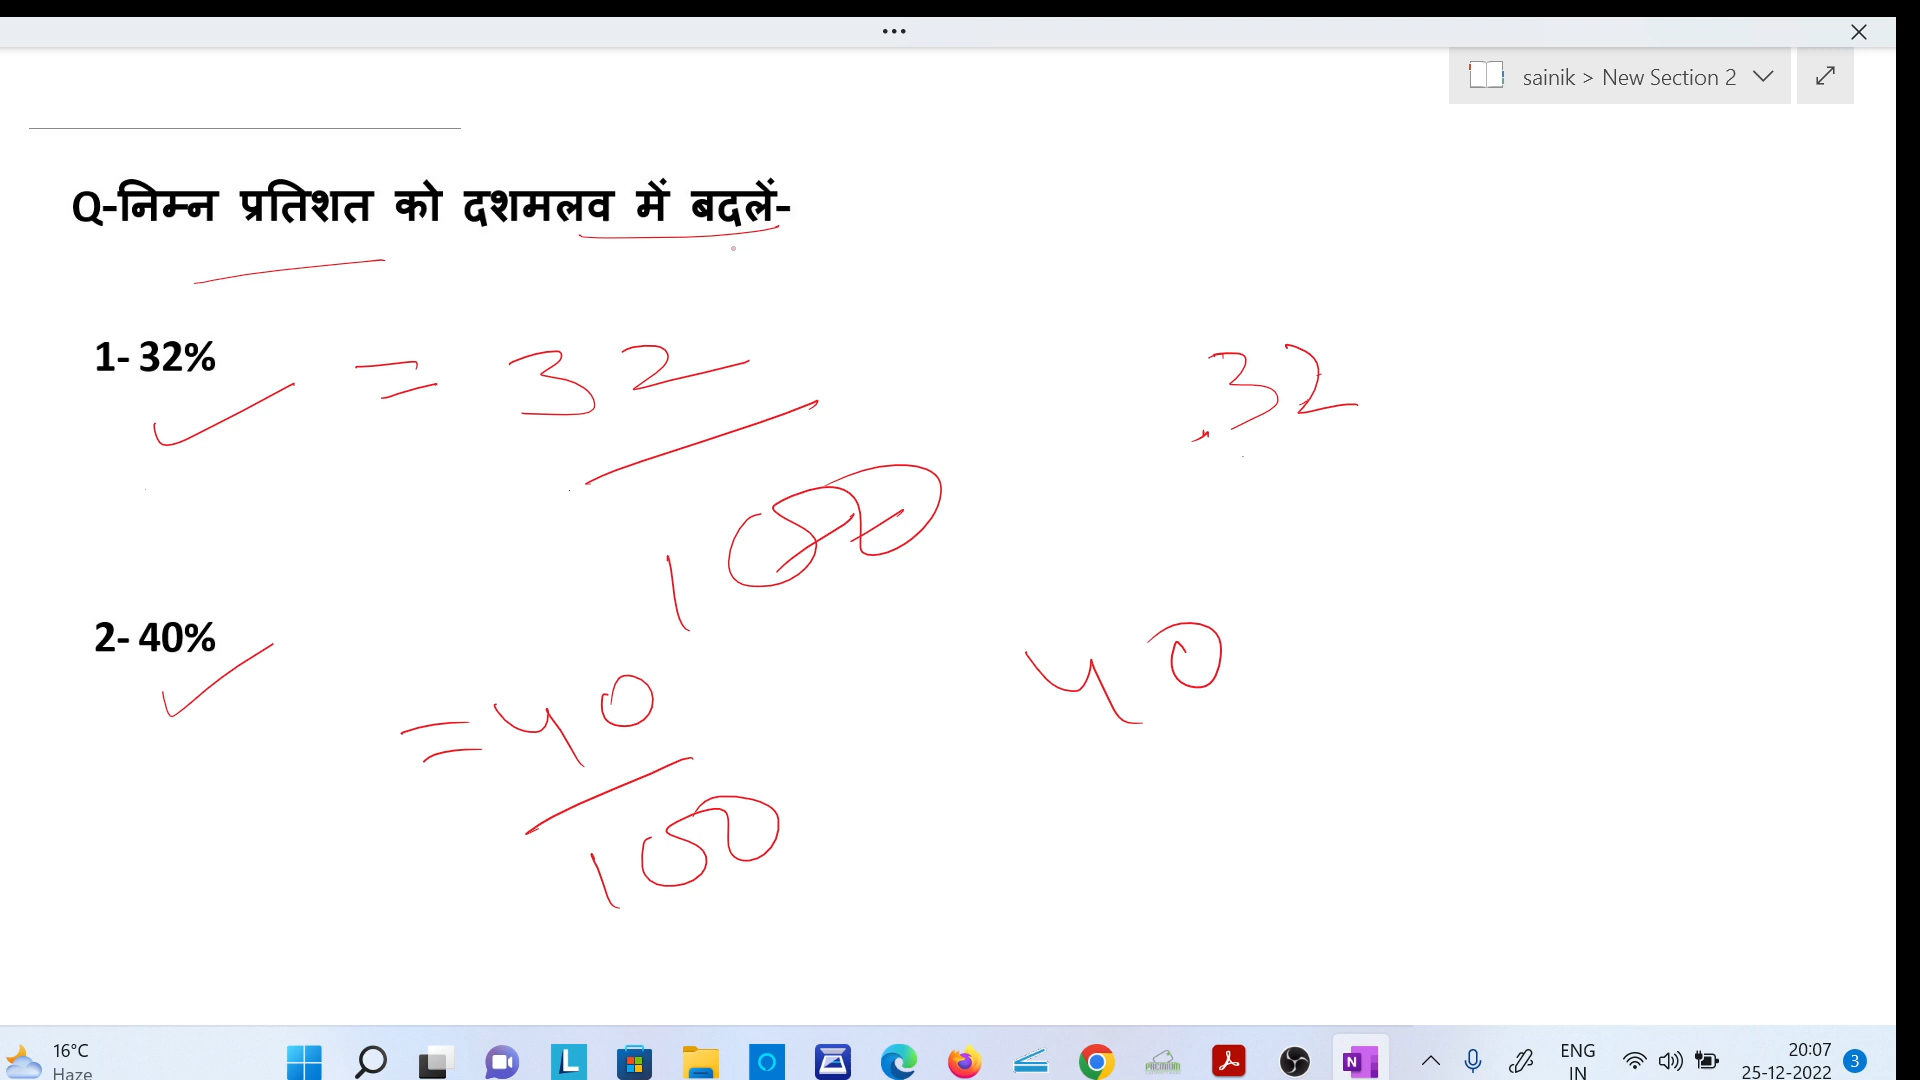 sainik > New Section 2
Q-निम्न प्रतिशत को दशमलव में बदलें-
1- 32%
= 32
100
.32
2- 40%
= 40
100
40
16°C
Haze
ENG
IN
20:07
25-12-2022
3